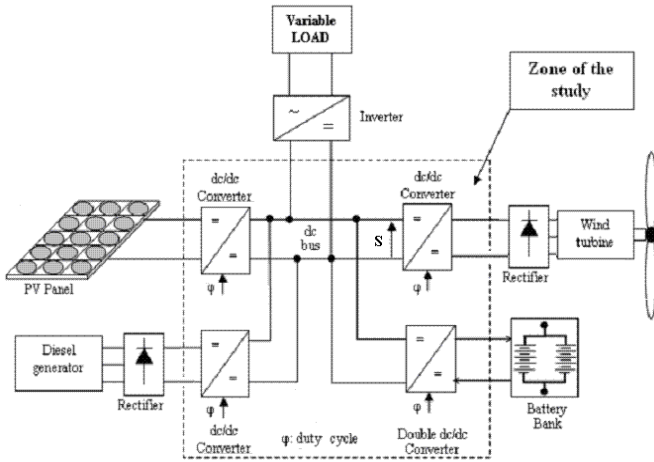 Variable
LOAD
Zone of the
study
Inverter
~
=
dc/dc
Converter
dc/dc
Converter
=
=
=
=
dc
bus
S
φ
φ
PV Panel
Rectifier
Wind
turbine
Diesel
generator
Rectifier
=
=
=
=
φ
φ
dc/dc
Converter
φ: duty cycle
Double dc/dc
Converter
Battery
Bank